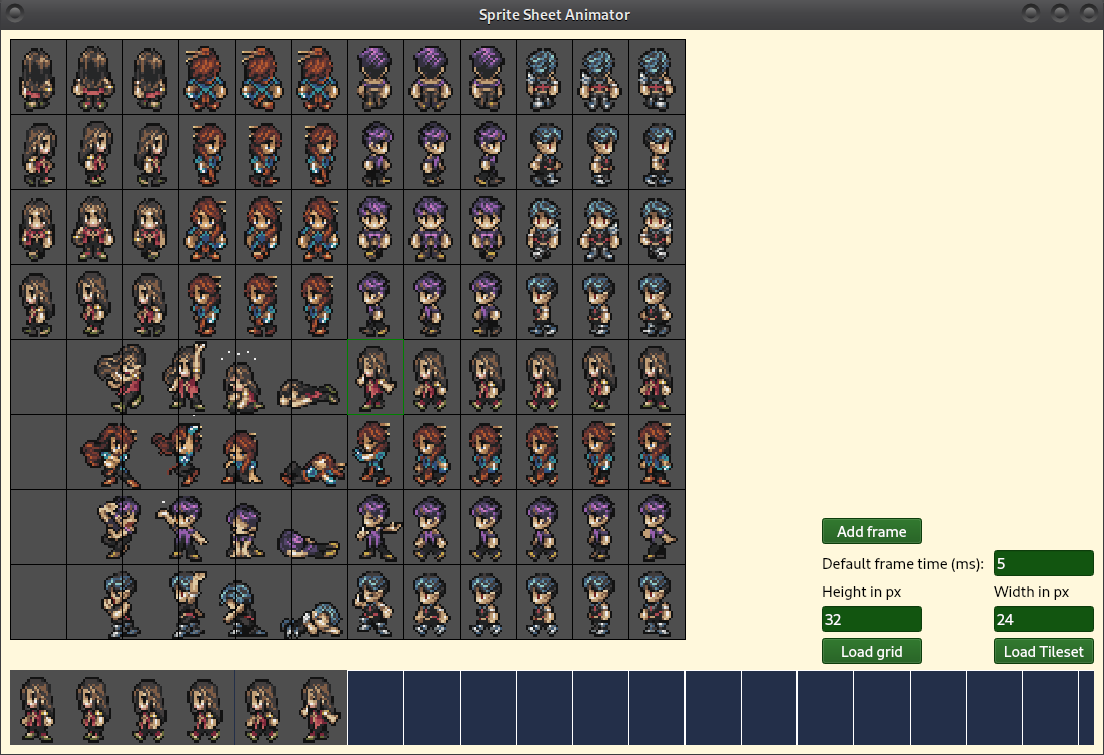 Sprite Sheet Animator
Add frame
Default frame time (ms): 5
Height in px Width in px
32 24
Load grid Load Tileset